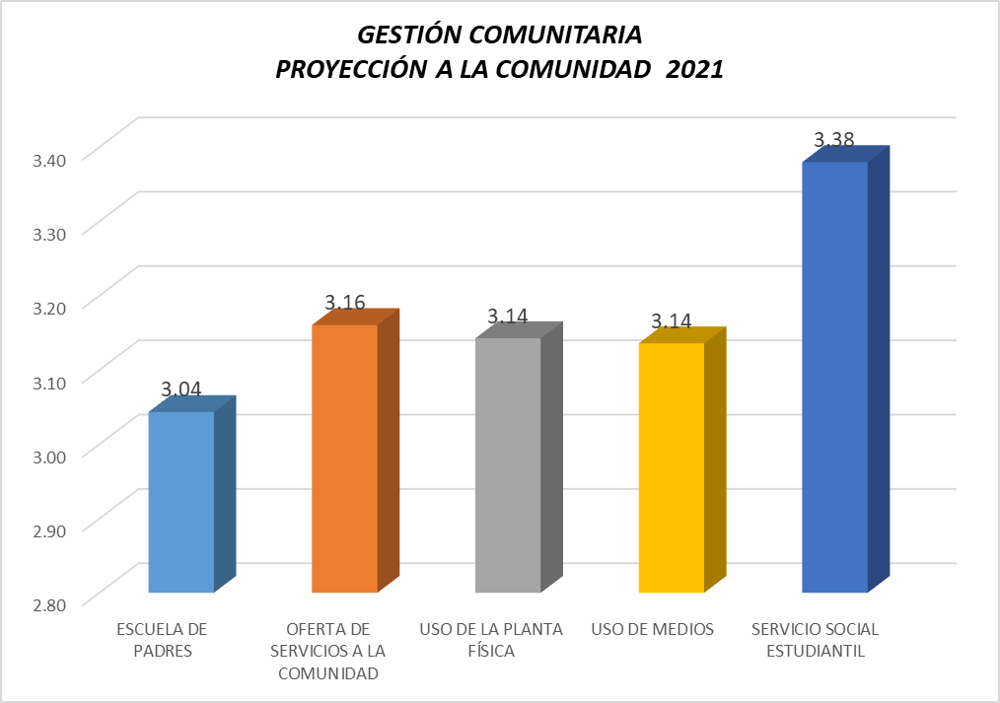 GESTIÓN COMUNITARIA
PROYECCIÓN A LA COMUNIDAD 2021
3.40
3.30
3.20
3.10
3.00
2.90
2.80
3.04
3.16
3.14
3.14
3.38
ESCUELA DE
PADRES
OFERTA DE
SERVICIOS A LA
COMUNIDAD
USO DE LA PLANTA
FÍSICA
USO DE MEDIOS
SERVICIO SOCIAL
ESTUDIANTIL